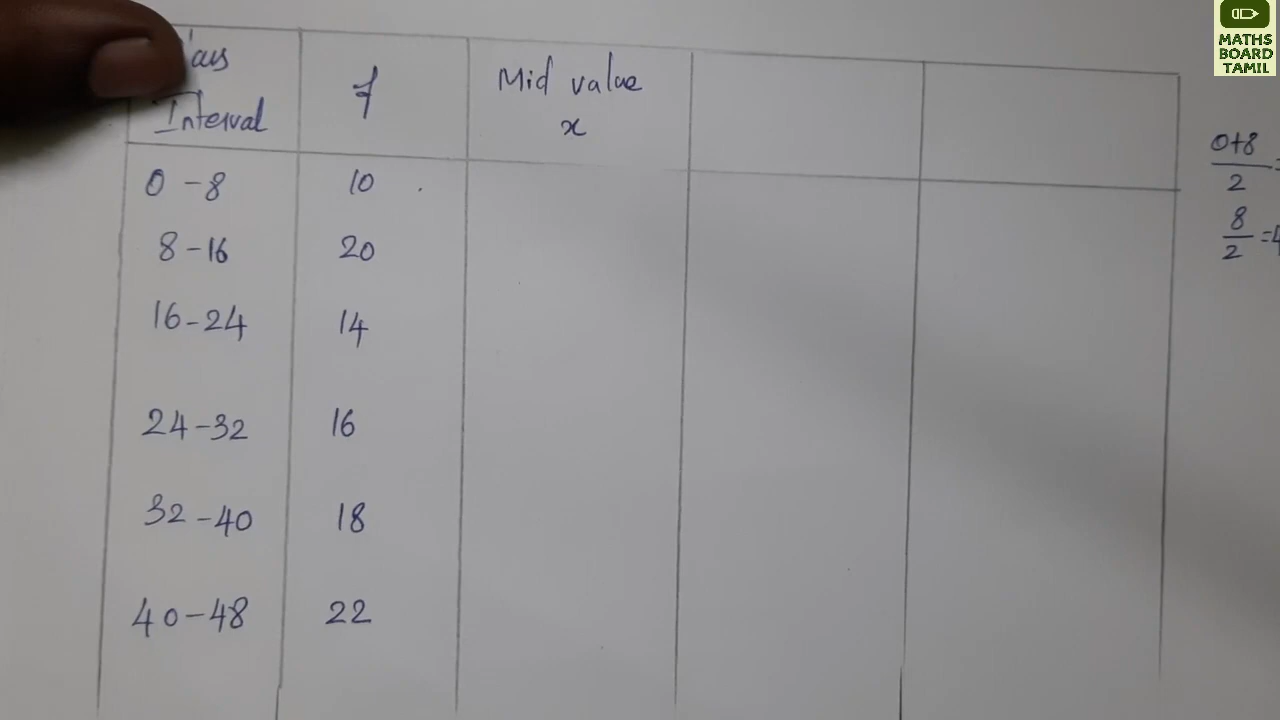 Interval
f
Mid value
x
0 - 8 10
8 - 16 20
16 - 24 14
24 - 32 16
32 - 40 18
40 - 48 22
0+8
2
8
2
MATHS
BOARD
TAMIL